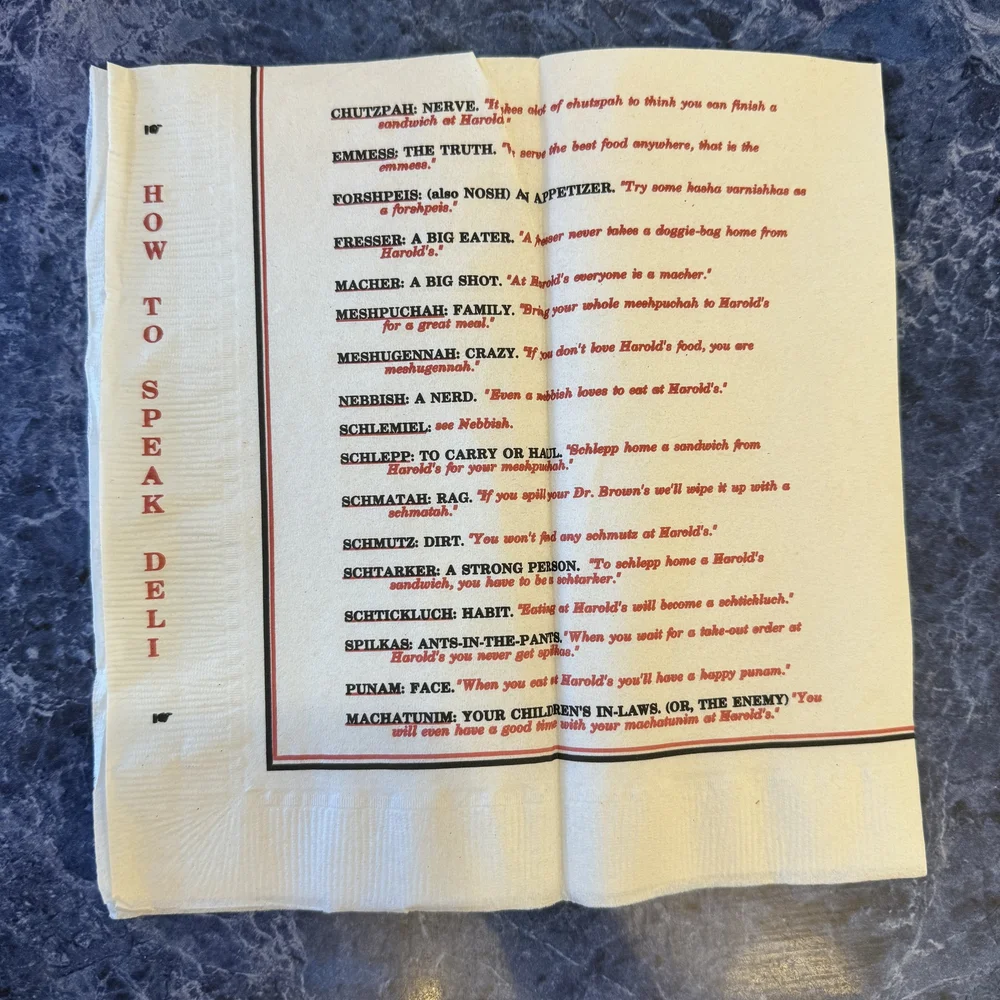 HOW TO SPEAK DELI
CHUTZPAH: NERVE. "It takes alot of chutzpah to think you can finish a
sandwich at Harold's
EMMESS: THE TRUTH. serve the best food anywhere, that is the
emmess."
FORSHPEIS: (also NOSH) AN APPETIZER. "Try some kasha varnishkas as
a forshpeis."
FRESSER: A BIG EATER. "A fresser never takes a doggie-bag home from
Harold's."
MACHER: A BIG SHOT. "At Harold's everyone is a macher."
MESHPUCHAH: FAMILY. "Bring your whole meshpuchah to Harold's
for a great meal."
MESHUGENNAH: CRAZY. "If you don't love Harold's food, you are
meshugennah."
NEBBISH: A NERD. "Even a nebbish loves to eat at Harold's."
SCHLEMIEL: see Nebbish.
SCHLEPP: TO CARRY OR HAUL. "Schlepp home a sandwich from
Harold's for your meshpuchah."
SCHMATAH: RAG. "If you spill your Dr. Brown's we'll wipe it up with a
schmatah."
SCHMUTZ: DIRT. "You won't find any schmutz at Harold's."
SCHTARKER: A STRONG PERSON. "To schlepp home a Harold's
sandwich, you have to be a schtarker."
SCHTICKLUCH: HABIT. "Eating at Harold's will become a schtickluch."
SPILKAS: ANTS-IN-THE-PANTS. "When you wait for a take-out order at
Harold's you never get spilkas."
PUNAM: FACE. "When you eat at Harold's you'll have a happy punam."
MACHATUNIM: YOUR CHILDREN'S IN-LAWS. (OR, THE ENEMY) "You
will even have a good time with your machatunim at Harold's."